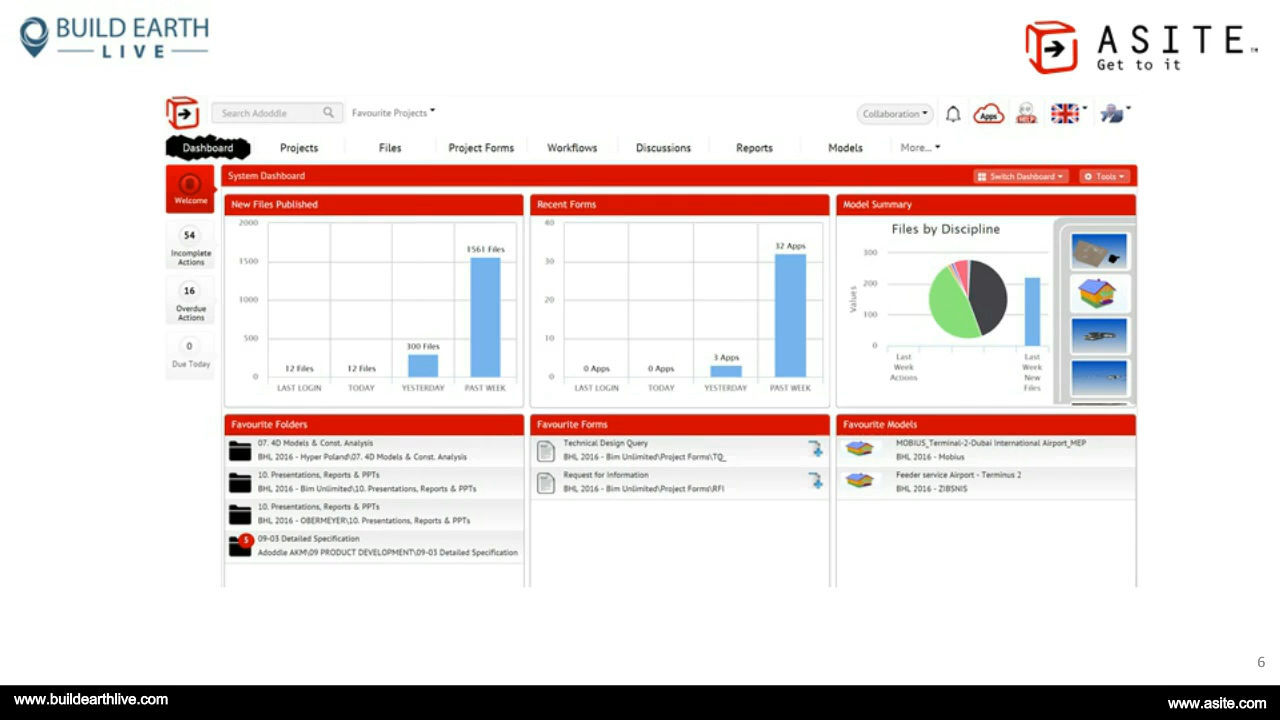 BUILD EARTH
LIVE
ASITE™
Get to it
Search Adoddle
Favourite Projects
Collaboration
Apps
HELP
Dashboard
Projects
Files
Project Forms
Workflows
Discussions
Reports
Models
More...
Welcome
System Dashboard
Switch Dashboard
Tools
54
Incomplete
Actions
16
Overdue
Actions
0
Due Today
New Files Published
2000
1500
1000
500
0
12 Files
12 Files
300 Files
1561 Files
LAST LOGIN
TODAY
YESTERDAY
PAST WEEK
Recent Forms
40
30
20
10
0
0 Apps
0 Apps
3 Apps
32 Apps
LAST LOGIN
TODAY
YESTERDAY
PAST WEEK
Model Summary
Files by Discipline
300
200
100
0
Values
Last
Week
Actions
Last
Week
New
Files
Favourite Folders
07. 4D Models & Const. Analysis
BHL 2016 - Hyper Poland\07. 4D Models & Const. Analysis
10. Presentations, Reports & PPTs
BHL 2016 - Bim Unlimited\10. Presentations, Reports & PPTs
10. Presentations, Reports & PPTs
BHL 2016 - OBERMEYER\10. Presentations, Reports & PPTs
5
09-03 Detailed Specification
Adoddle AKM\09 PRODUCT DEVELOPMENT\09-03 Detailed Specification
Favourite Forms
Technical Design Query
BHL 2016 - Bim Unlimited\Project Forms\TQ_
Request for Information
BHL 2016 - Bim Unlimited\Project Forms\RFI
Favourite Models
MOBIUS_Terminal-2-Dubai International Airport_MEP
BHL 2016 - Mobius
Feeder service Airport - Terminus 2
BHL 2016 - ZIBSNIS
6
www.buildearthlive.com
www.asite.com